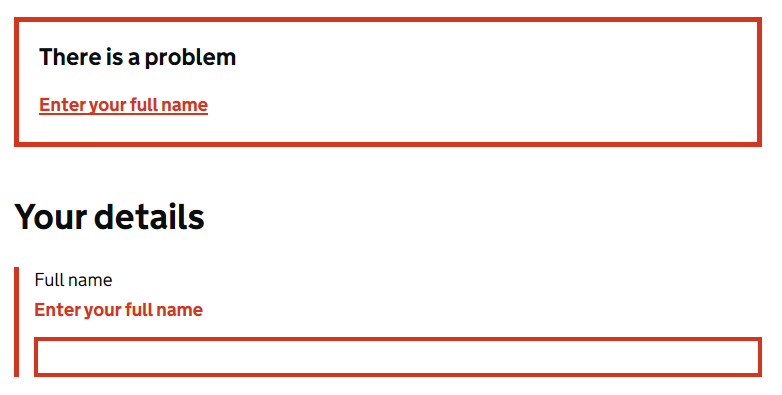 There is a problem
Enter your full name
Your details
Full name
Enter your full name